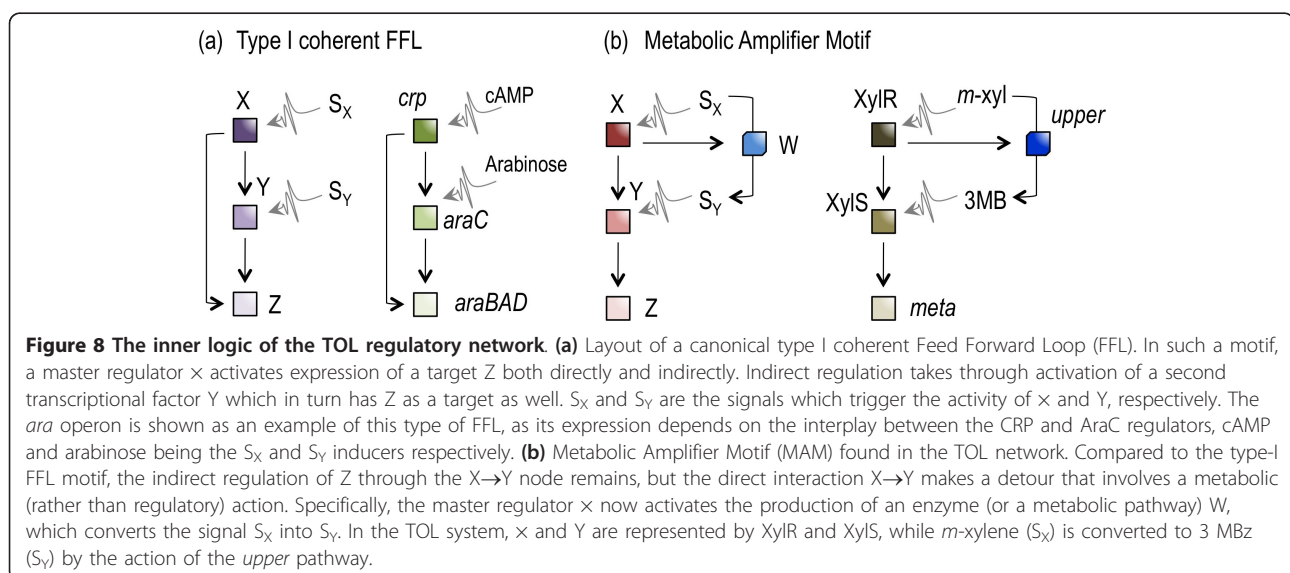 (a) Type I coherent FFL
(b) Metabolic Amplifier Motif
X
S_X
Y
S_Y
Z
crp
cAMP
Arabinose
araC
araBAD
X
S_X
W
Y
S_Y
Z
XylR
m-xyl
upper
XylS
3MB
meta
Figure 8 The inner logic of the TOL regulatory network. (a) Layout of a canonical type I coherent Feed Forward Loop (FFL). In such a motif,
a master regulator × activates expression of a target Z both directly and indirectly. Indirect regulation takes through activation of a second
transcriptional factor Y which in turn has Z as a target as well. S_X and S_Y are the signals which trigger the activity of × and Y, respectively. The
ara operon is shown as an example of this type of FFL, as its expression depends on the interplay between the CRP and AraC regulators, cAMP
and arabinose being the S_X and S_Y inducers respectively. (b) Metabolic Amplifier Motif (MAM) found in the TOL network. Compared to the type-I
FFL motif, the indirect regulation of Z through the X→Y node remains, but the direct interaction X→Y makes a detour that involves a metabolic
(rather than regulatory) action. Specifically, the master regulator × now activates the production of an enzyme (or a metabolic pathway) W,
which converts the signal S_X into S_Y. In the TOL system, × and Y are represented by XylR and XylS, while m-xylene (S_X) is converted to 3 MBz
(S_Y) by the action of the upper pathway.